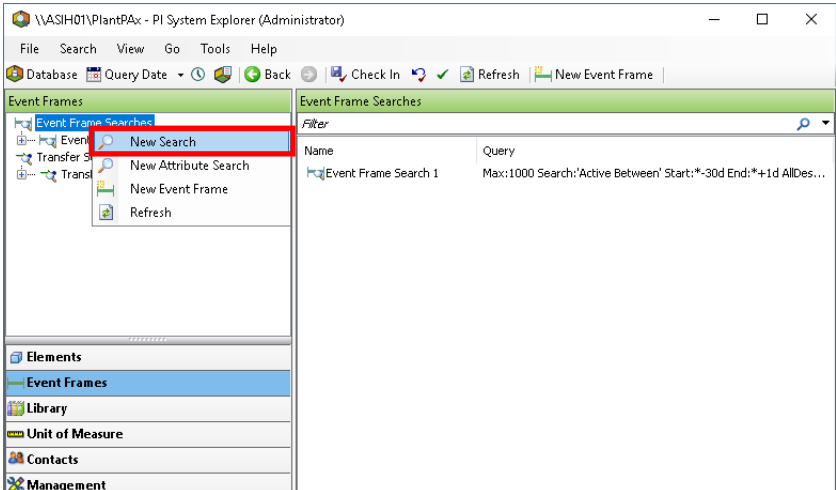 \\ASIH01\PlantPAx - PI System Explorer (Administrator)
File Search View Go Tools Help
Database Query Date Back Check In Refresh New Event Frame
Event Frames
Event Frame Searches
Event
Transfer S
Transf
New Search
New Attribute Search
New Event Frame
Refresh
Elements
Event Frames
Library
Unit of Measure
Contacts
Management
Event Frame Searches
Filter
Name Query
Event Frame Search 1 Max:1000 Search:'Active Between' Start:*-30d End:*+1d AllDes...